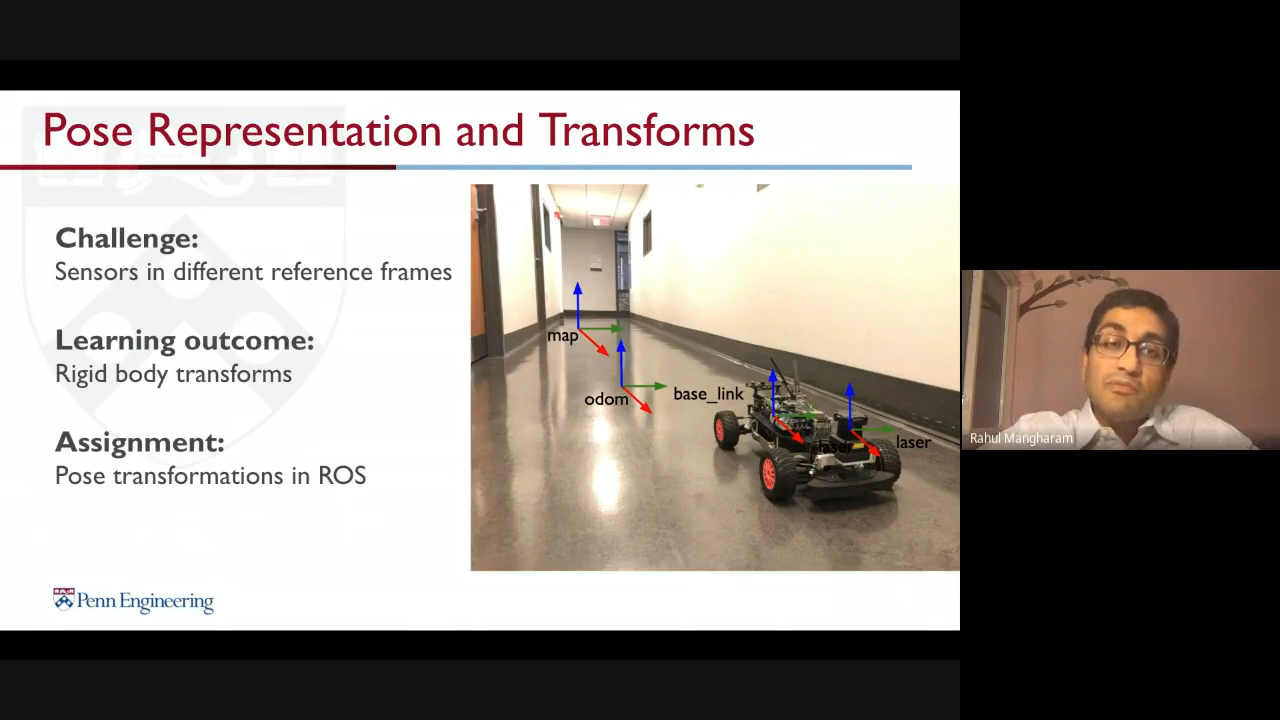 Pose Representation and Transforms
Challenge:
Sensors in different reference frames
Learning outcome:
Rigid body transforms
Assignment:
Pose transformations in ROS
map
odom
base_link
laser
laser
Penn Engineering
Rahul Mangharam